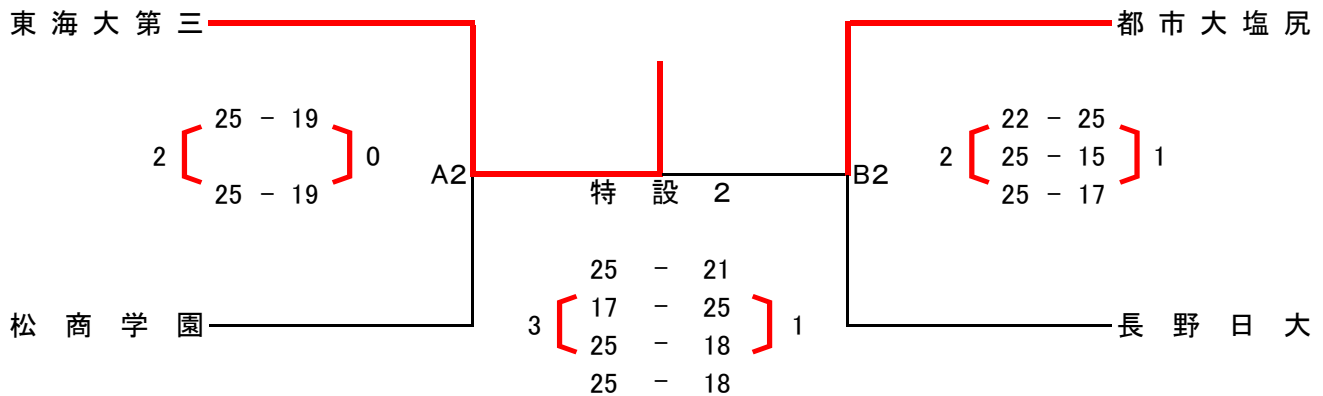 東海大第三 都市大塩尻
25 - 19 22 - 25
2 0 2 25 - 15 1
25 - 19 25 - 17
A2 B2
特設2
25 - 21
17 - 25
松商学園 3 1 長野日大
25 - 18
25 - 18